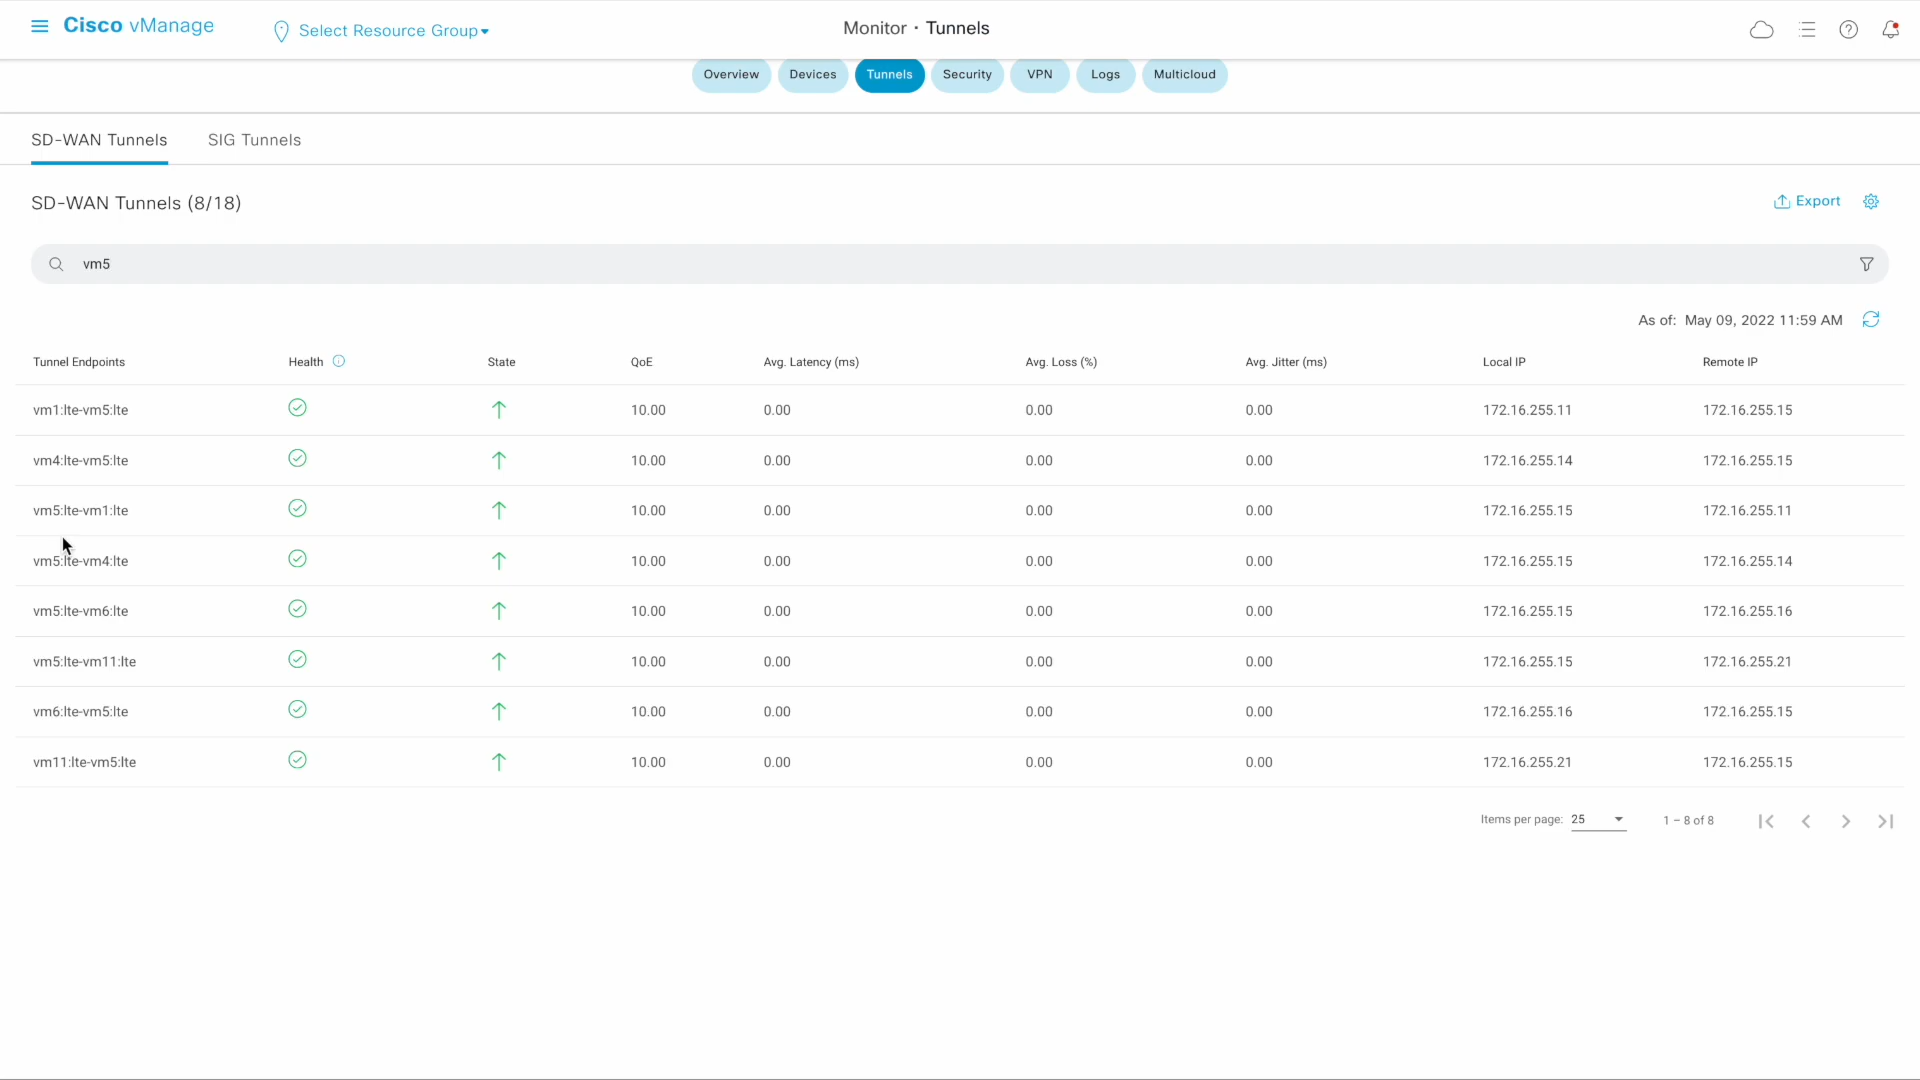 Cisco vManage
Select Resource Group
Monitor · Tunnels
Overview
Devices
Tunnels
Security
VPN
Logs
Multicloud
SD-WAN Tunnels
SIG Tunnels
SD-WAN Tunnels (8/18)
Export
vm5
As of: May 09, 2022 11:59 AM
Tunnel Endpoints Health State QoE Avg. Latency (ms) Avg. Loss (%) Avg. Jitter (ms) Local IP Remote IP
vm1:lte-vm5:lte 10.00 0.00 0.00 0.00 172.16.255.11 172.16.255.15
vm4:lte-vm5:lte 10.00 0.00 0.00 0.00 172.16.255.14 172.16.255.15
vm5:lte-vm1:lte 10.00 0.00 0.00 0.00 172.16.255.15 172.16.255.11
vm5:lte-vm4:lte 10.00 0.00 0.00 0.00 172.16.255.15 172.16.255.14
vm5:lte-vm6:lte 10.00 0.00 0.00 0.00 172.16.255.15 172.16.255.16
vm5:lte-vm11:lte 10.00 0.00 0.00 0.00 172.16.255.15 172.16.255.21
vm6:lte-vm5:lte 10.00 0.00 0.00 0.00 172.16.255.16 172.16.255.15
vm11:lte-vm5:lte 10.00 0.00 0.00 0.00 172.16.255.21 172.16.255.15
Items per page: 25 1 – 8 of 8